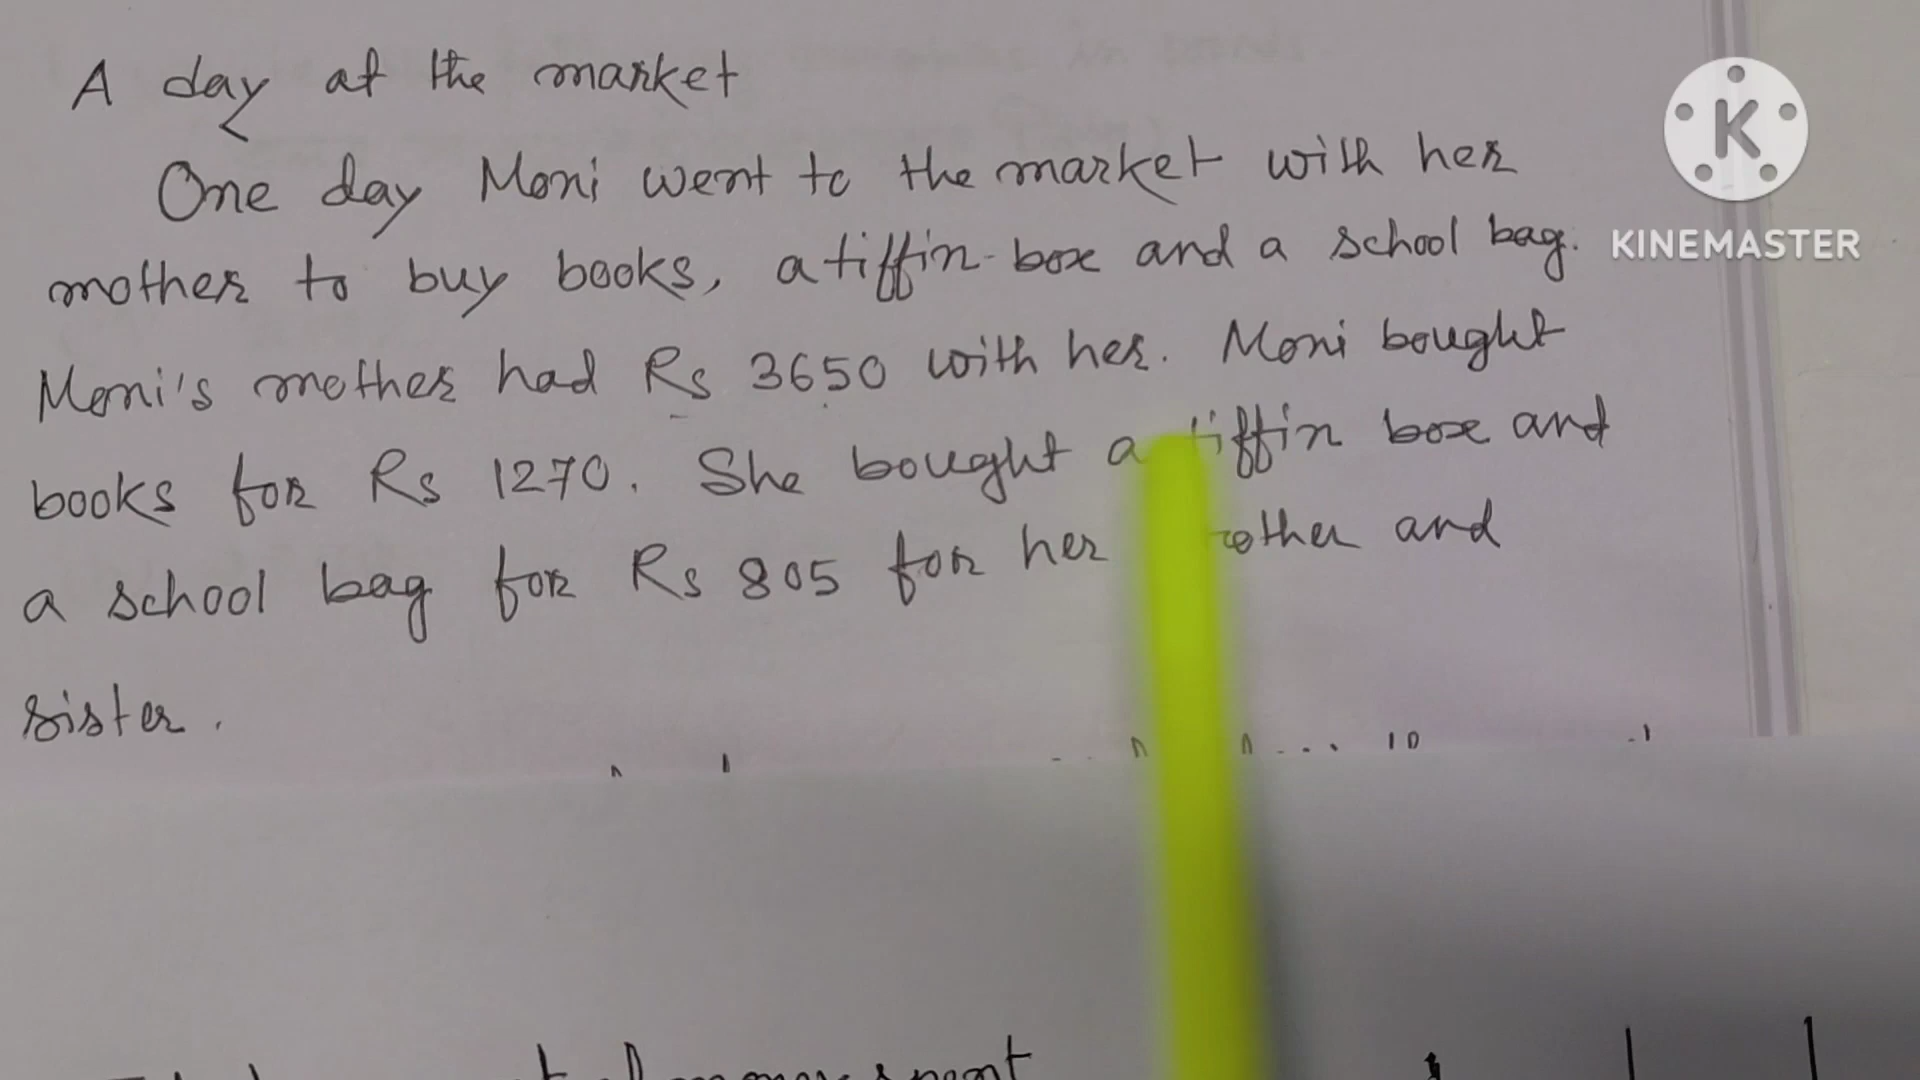 A day at the market
One day Moni went to the market with her
mother to buy books, a tiffin box and a school bag.
Moni's mother had Rs 3650 with her. Moni bought
books for Rs 1270. She bought a tiffin box and
a school bag for Rs 805 for her and
sister.
K
KINEMASTER